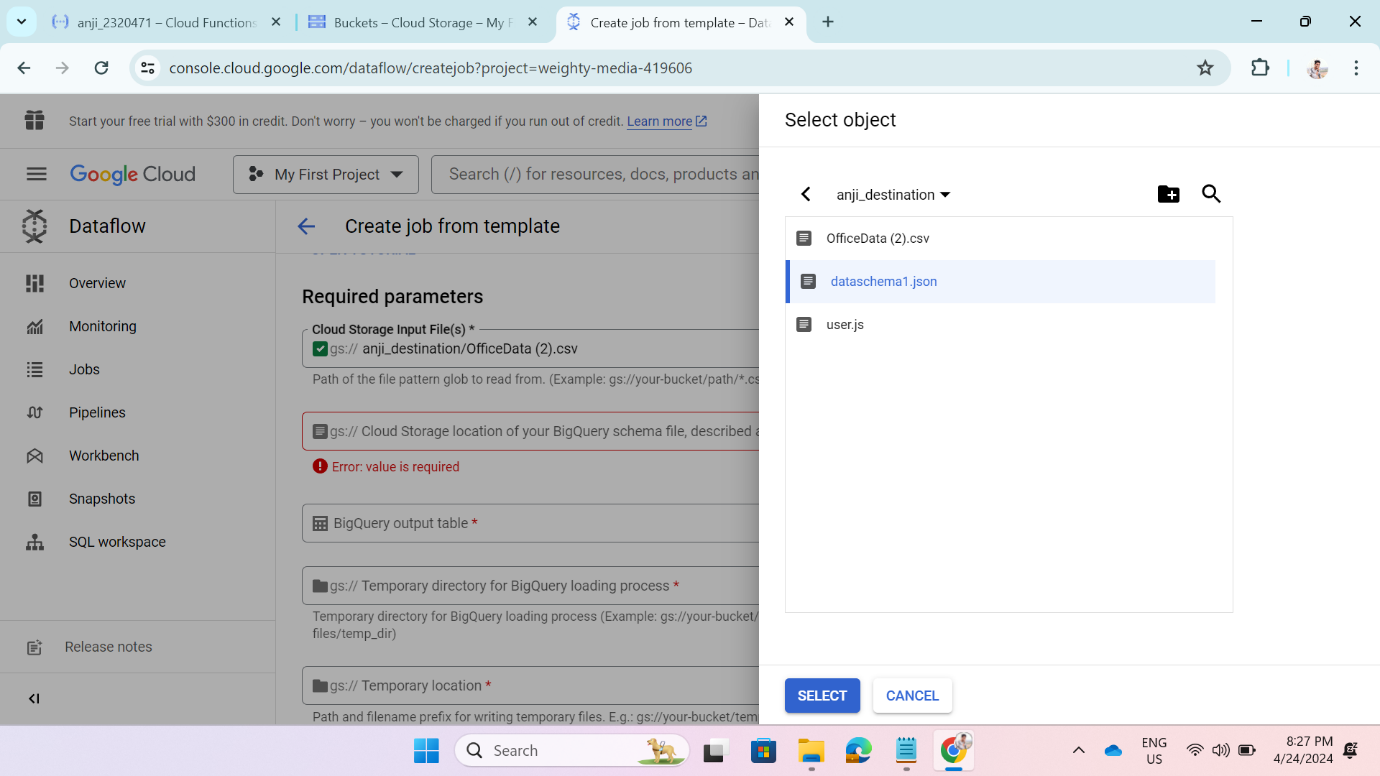 anji_2320471 – Cloud Functions
Buckets – Cloud Storage – My F
Create job from template – Dat
console.cloud.google.com/dataflow/createjob?project=weighty-media-419606
Start your free trial with $300 in credit. Don't worry – you won't be charged if you run out of credit. Learn more
Google Cloud
My First Project
Search (/) for resources, docs, products an
Dataflow
Create job from template
Overview
Monitoring
Jobs
Pipelines
Workbench
Snapshots
SQL workspace
Release notes
OPEN TUTORIAL
Required parameters
Cloud Storage Input File(s) *
gs:// anji_destination/OfficeData (2).csv
Path of the file pattern glob to read from. (Example: gs://your-bucket/path/*.cs
gs:// Cloud Storage location of your BigQuery schema file, described a
Error: value is required
BigQuery output table *
gs:// Temporary directory for BigQuery loading process *
Temporary directory for BigQuery loading process (Example: gs://your-bucket/
files/temp_dir)
gs:// Temporary location *
Path and filename prefix for writing temporary files. E.g.: gs://your-bucket/tem
Select object
anji_destination
OfficeData (2).csv
dataschema1.json
user.js
SELECT
CANCEL
Search
ENG
US
8:27 PM
4/24/2024